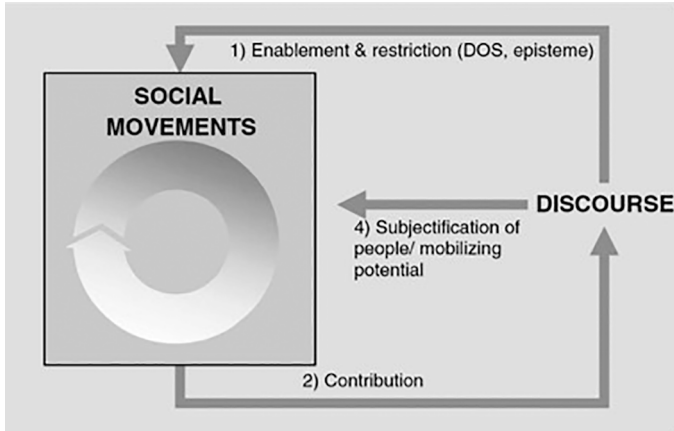 1) Enablement & restriction (DOS, episteme)
SOCIAL
MOVEMENTS
DISCOURSE
4) Subjectification of
people/ mobilizing
potential
2) Contribution